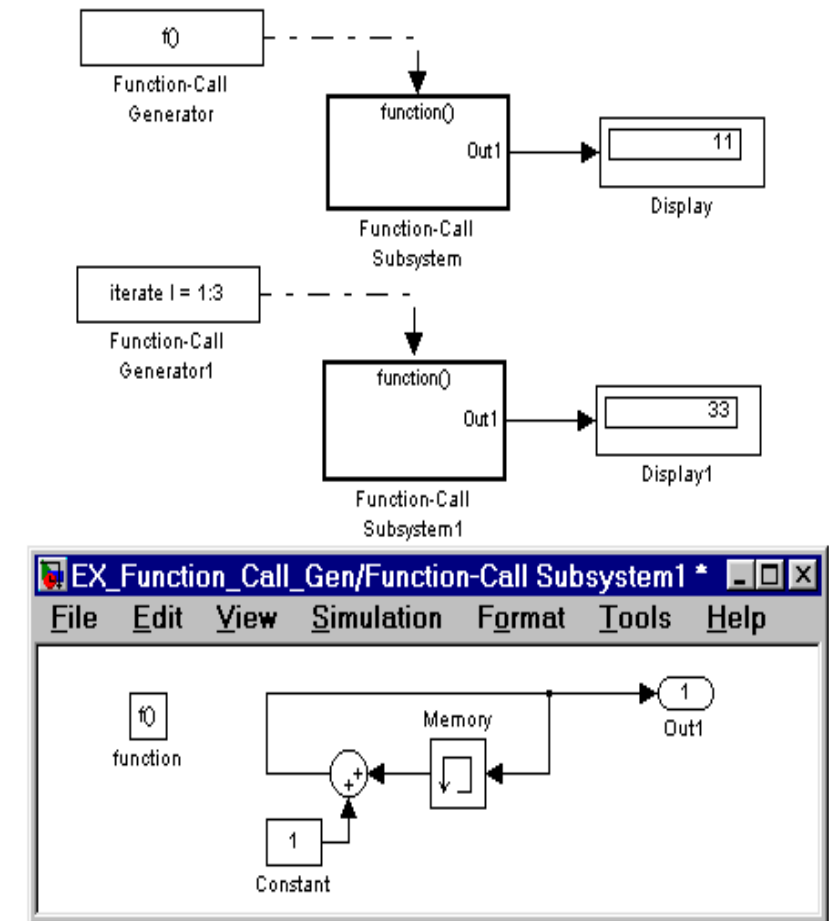 f()
Function-Call
Generator
function()
Out1
11
Display
Function-Call
Subsystem
iterate I = 1:3
Function-Call
Generator1
function()
Out1
33
Display1
Function-Call
Subsystem1
EX_Function_Call_Gen/Function-Call Subsystem1 *
File Edit View Simulation Format Tools Help
f()
function
Memory
1
Out1
+
+
1
Constant